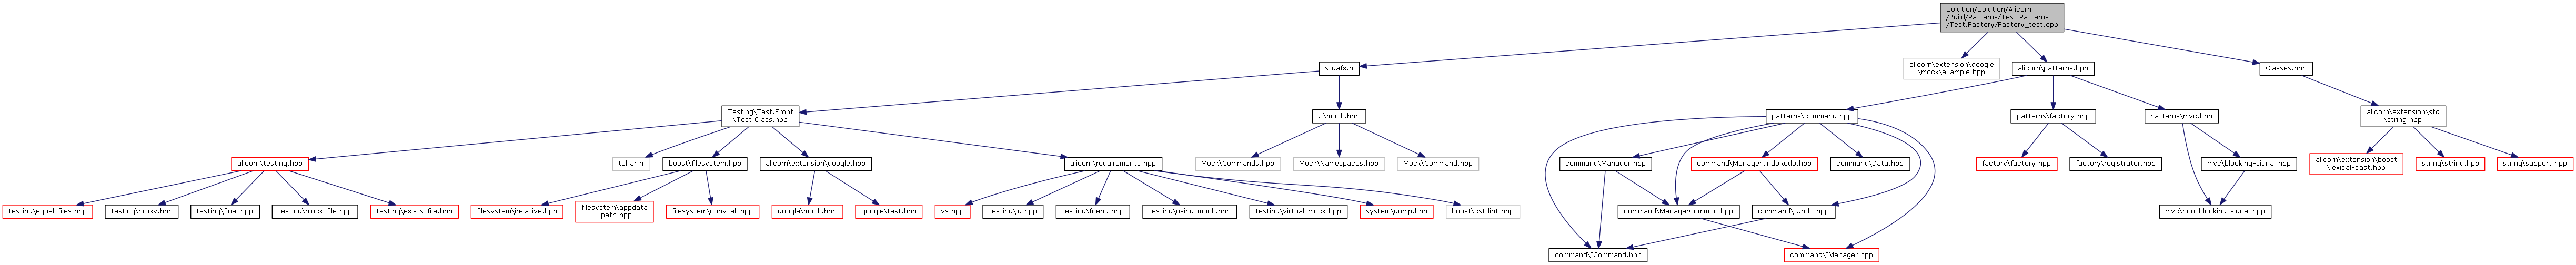 Solution/Solution/Alicorn
/Build/Patterns/Test.Patterns
/Test.Factory/Factory_test.cpp
stdafx.h
alicorn\extension\google
\mock\example.hpp
alicorn\patterns.hpp
Classes.hpp
Testing\Test.Front
\Test.Class.hpp
..\mock.hpp
patterns\command.hpp
patterns\factory.hpp
patterns\mvc.hpp
alicorn\extension\std
\string.hpp
alicorn\testing.hpp
tchar.h
boost\filesystem.hpp
alicorn\extension\google.hpp
alicorn\requirements.hpp
Mock\Commands.hpp
Mock\Namespaces.hpp
Mock\Command.hpp
command\Manager.hpp
command\ManagerUndoRedo.hpp
command\Data.hpp
factory\factory.hpp
factory\registrator.hpp
mvc\blocking-signal.hpp
alicorn\extension\boost
\lexical-cast.hpp
string\string.hpp
string\support.hpp
testing\equal-files.hpp
testing\proxy.hpp
testing\final.hpp
testing\block-file.hpp
testing\exists-file.hpp
filesystem\relative.hpp
filesystem\appdata
-path.hpp
filesystem\copy-all.hpp
google\mock.hpp
google\test.hpp
vs.hpp
testing\id.hpp
testing\friend.hpp
testing\using-mock.hpp
testing\virtual-mock.hpp
system\dump.hpp
boost\cstdint.hpp
command\ManagerCommon.hpp
command\IUndo.hpp
mvc\non-blocking-signal.hpp
command\ICommand.hpp
command\IManager.hpp